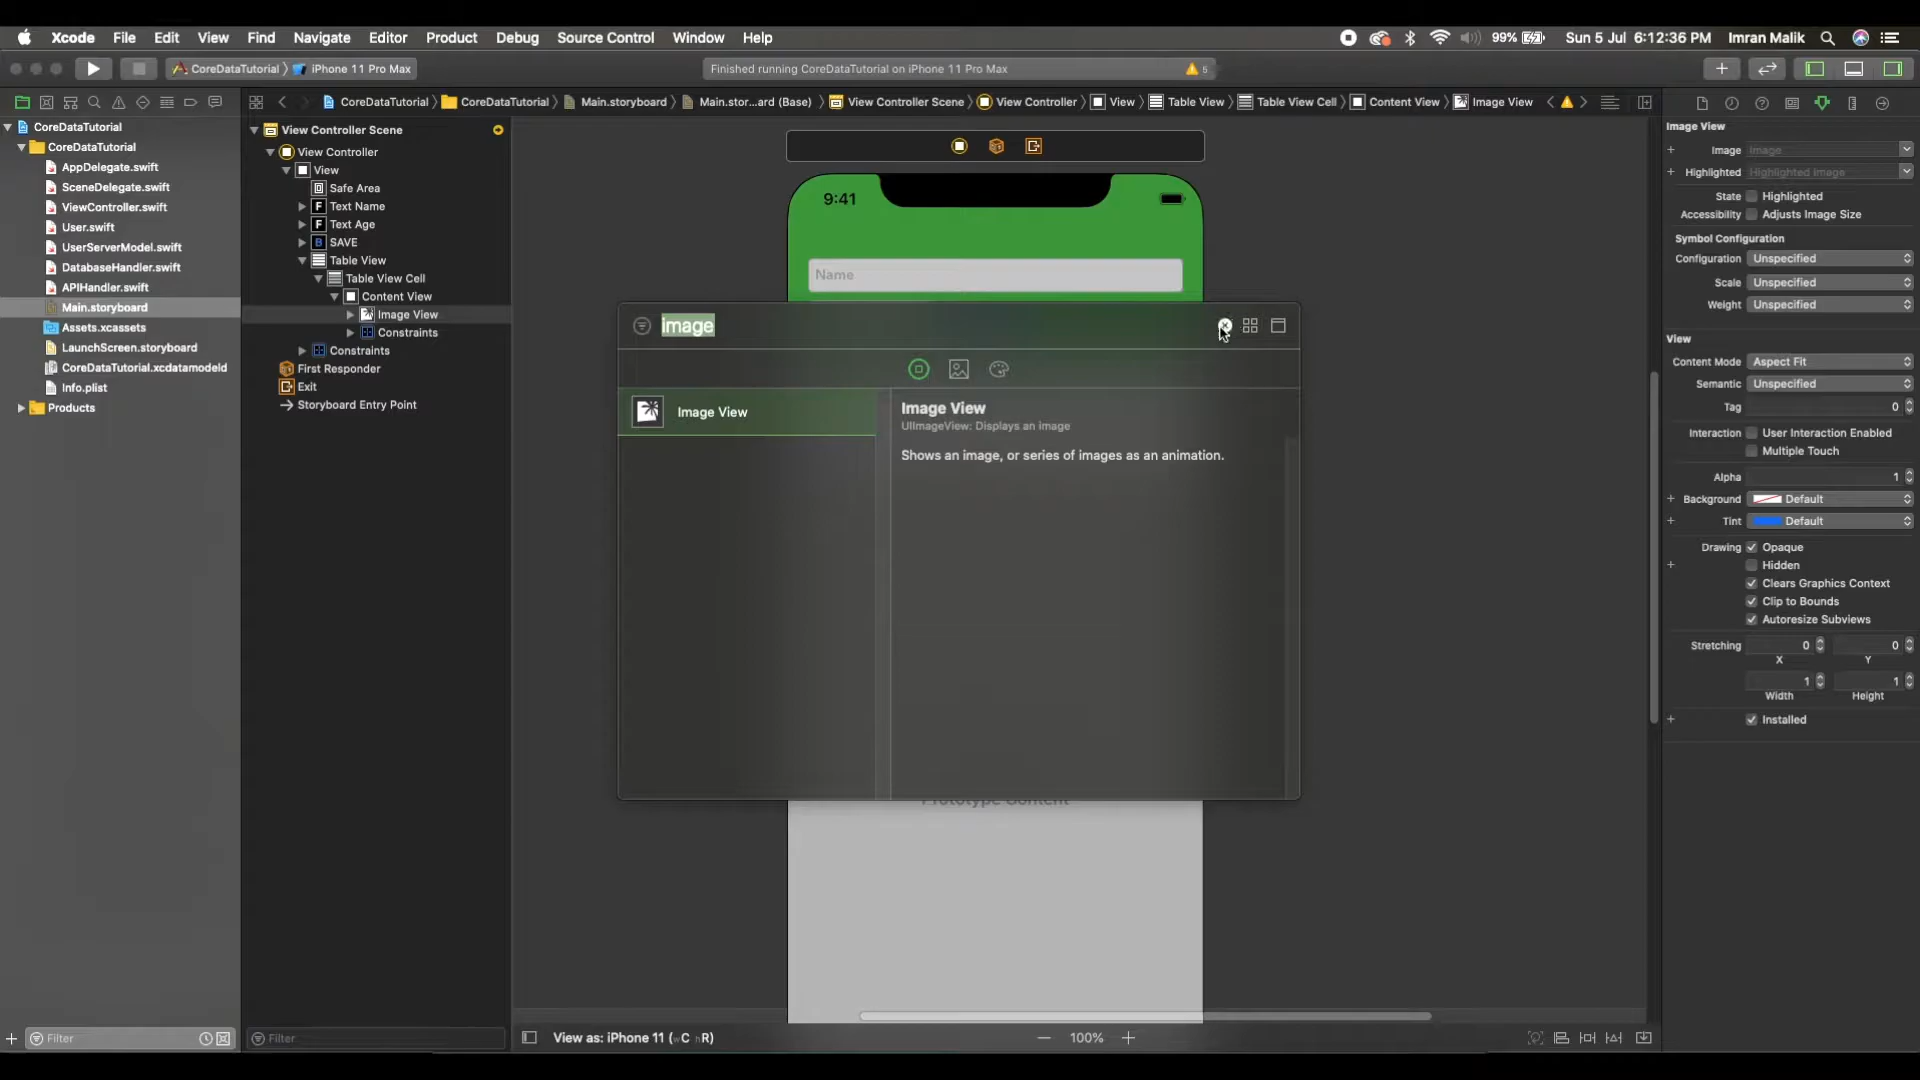 Xcode File Edit View Find Navigate Editor Product Debug Source Control Window Help
99% Sun 5 Jul 6:12:36 PM Imran Malik
CoreDataTutorial iPhone 11 Pro Max
Finished running CoreDataTutorial on iPhone 11 Pro Max
6
CoreDataTutorial CoreDataTutorial Main.storyboard Main.stor...ard (Base) View Controller Scene View Controller View Table View Table View Cell Content View Image View
CoreDataTutorial
CoreDataTutorial
AppDelegate.swift
SceneDelegate.swift
ViewController.swift
User.swift
UserServerModel.swift
DatabaseHandler.swift
APIHandler.swift
Main.storyboard
Assets.xcassets
LaunchScreen.storyboard
CoreDataTutorial.xcdatamodeld
Info.plist
Products
Filter
View Controller Scene
View Controller
View
Safe Area
F Text Name
F Text Age
B SAVE
Table View
Table View Cell
Content View
Image View
Constraints
Constraints
First Responder
Exit
Storyboard Entry Point
Filter
9:41
Name
image
Image View
Image View
UIImageView: Displays an image
Shows an image, or series of images as an animation.
Prototype Content
View as: iPhone 11 (wC hR)
100%
Image View
Image Image
Highlighted Highlighted Image
State Highlighted
Accessibility Adjusts Image Size
Symbol Configuration
Configuration Unspecified
Scale Unspecified
Weight Unspecified
View
Content Mode Aspect Fit
Semantic Unspecified
Tag 0
Interaction User Interaction Enabled
Multiple Touch
Alpha 1
Background Default
Tint Default
Drawing Opaque
Hidden
Clears Graphics Context
Clip to Bounds
Autoresize Subviews
Stretching 0 0
X Y
1 1
Width Height
Installed